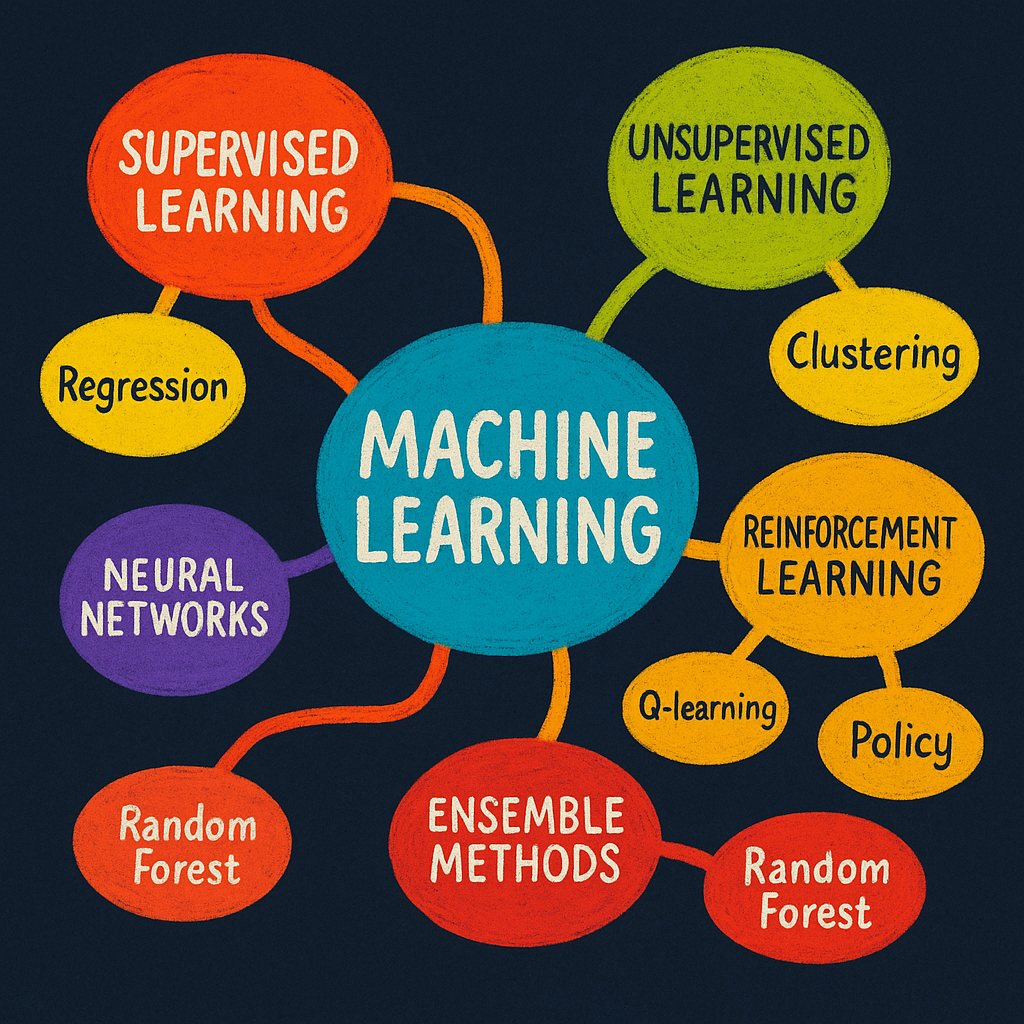 SUPERVISED
LEARNING
UNSUPERVISED
LEARNING
Regression
Clustering
MACHINE
LEARNING
NEURAL
NETWORKS
REINFORCEMENT
LEARNING
Q-learning
Policy
Random
Forest
ENSEMBLE
METHODS
Random
Forest